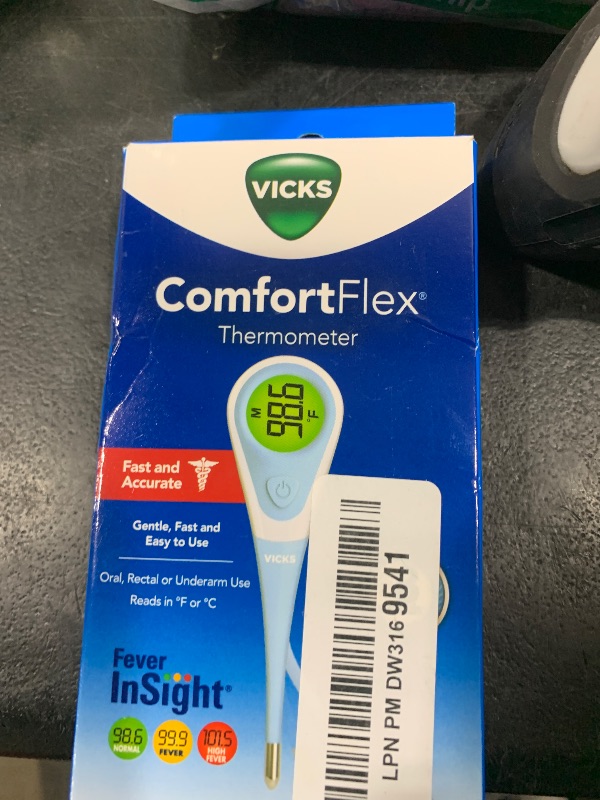 VICKS
ComfortFlex®
Thermometer
M
98.6
°F
Fast and
Accurate
Gentle, Fast and
Easy to Use
VICKS
Oral, Rectal or Underarm Use
Reads in °F or °C
Fever
InSight®
98.6
NORMAL
99.9
FEVER
101.5
HIGH
FEVER
LPN PM DW316 9541